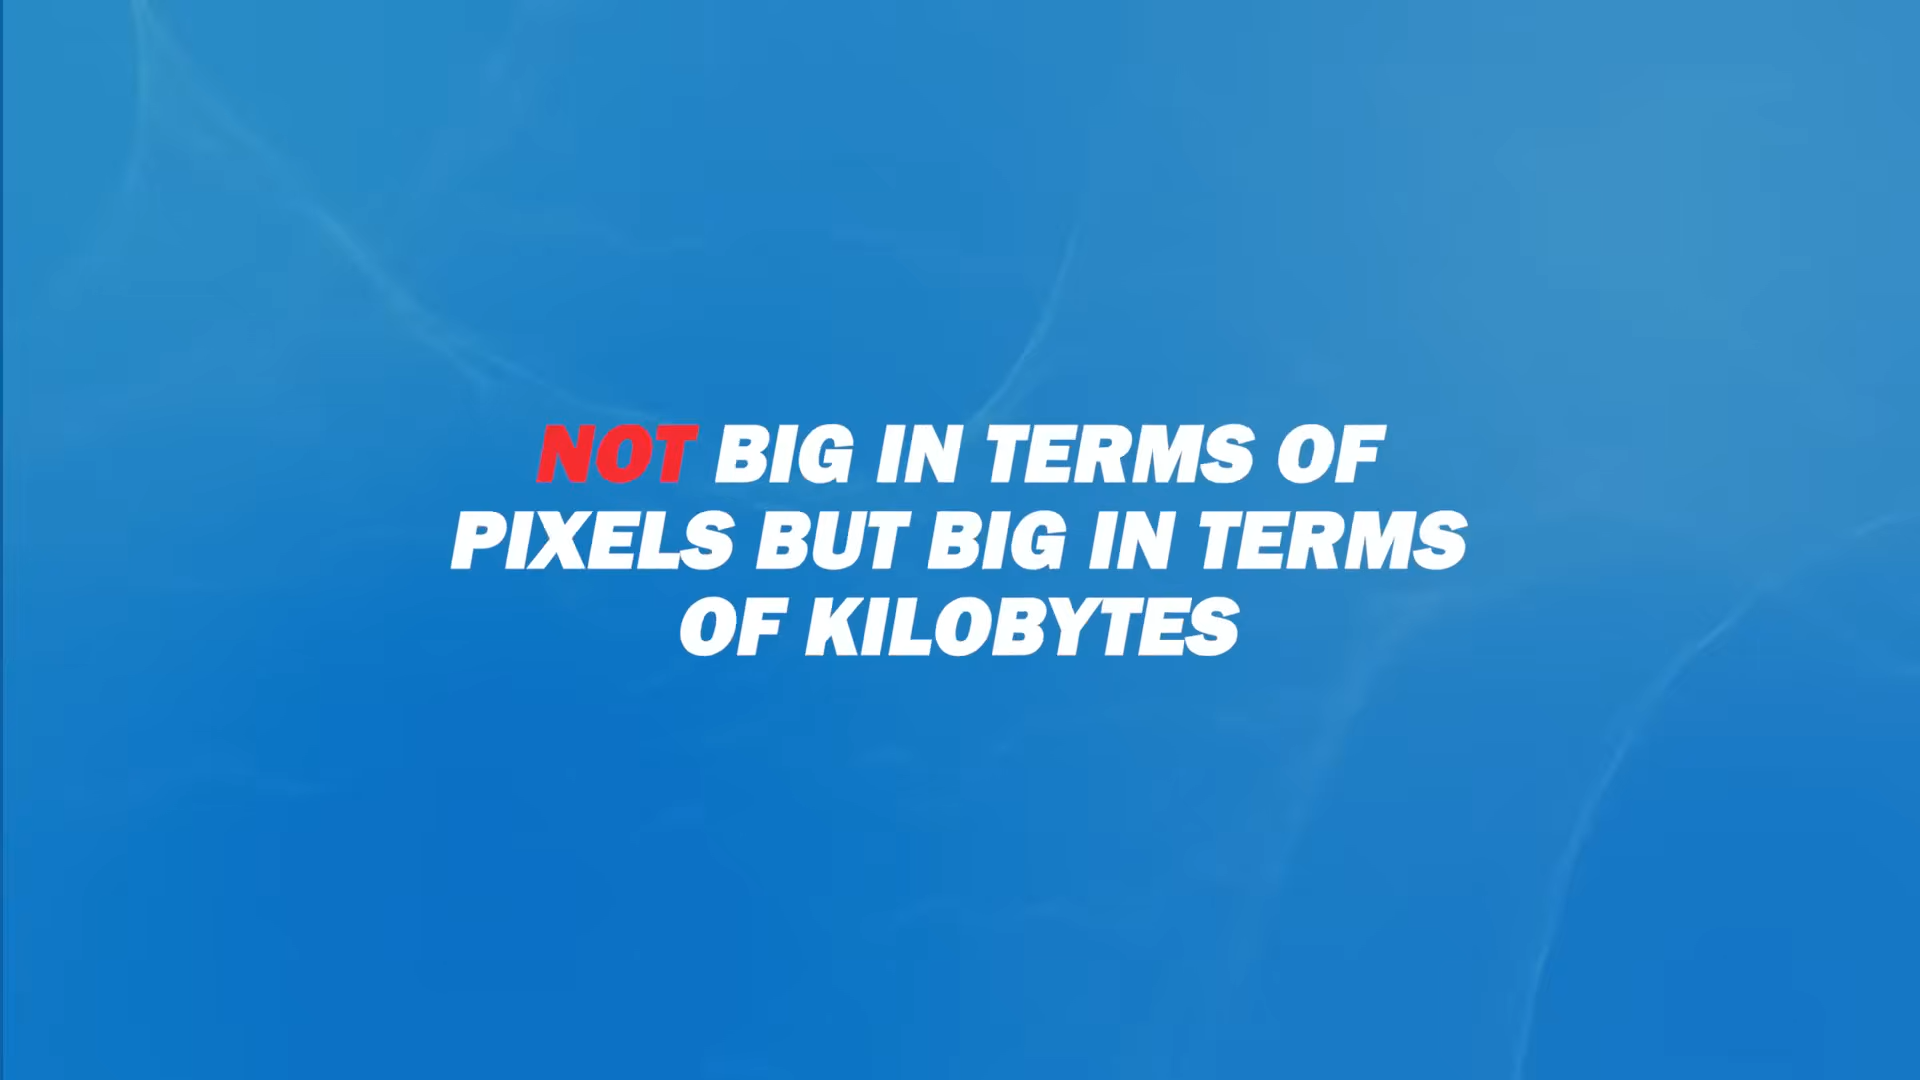 NOT BIG IN TERMS OF
PIXELS BUT BIG IN TERMS
OF KILOBYTES